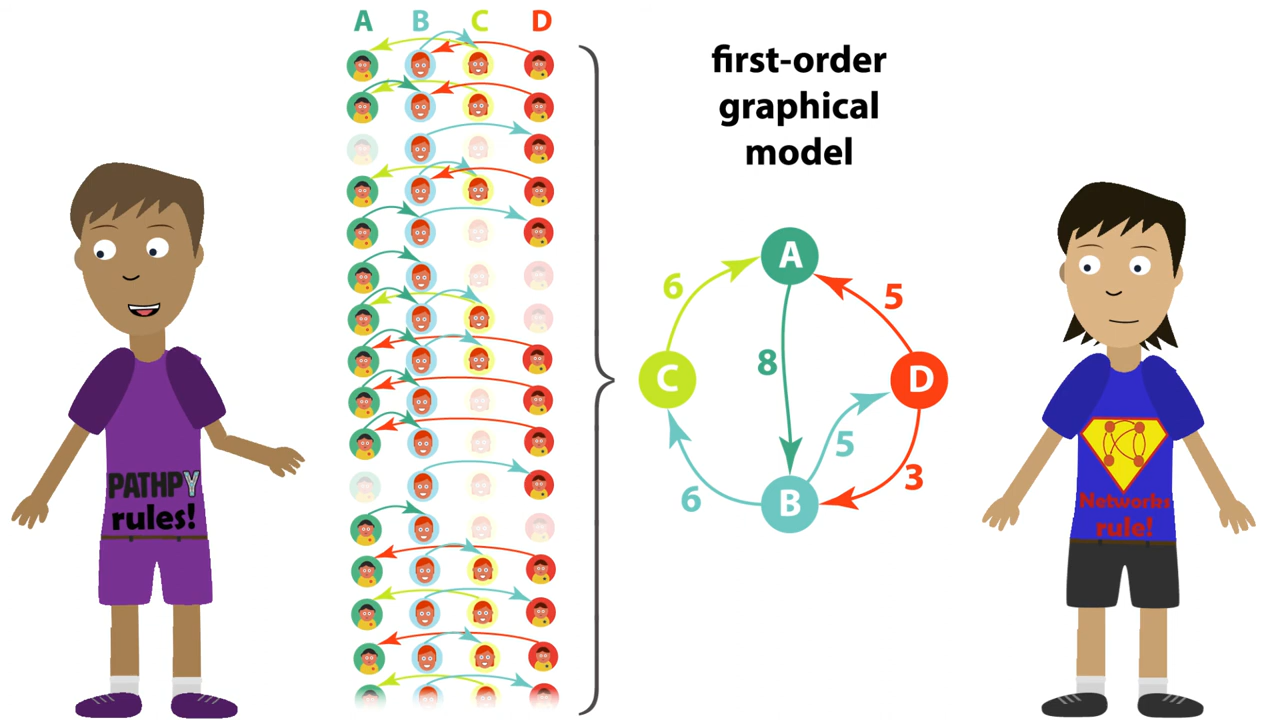 A B C D
first-order
graphical
model
A
6
5
8
C
D
5
6
3
B
PATHPY
rules!
Networks
rule!